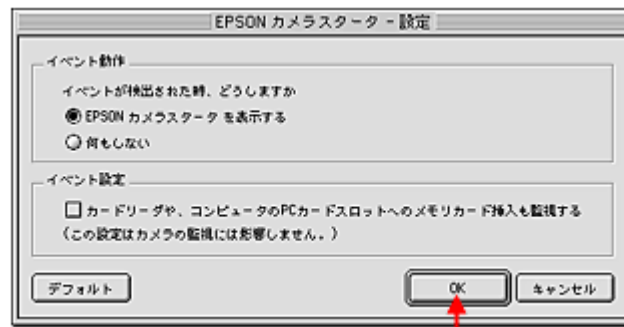 EPSON カメラスタータ - 設定
イベント動作
イベントが検出された時、どうしますか
EPSON カメラスタータ を表示する
何もしない
イベント設定
カードリーダや、コンピュータのPCカードスロットへのメモリカード挿入も監視する
（この設定はカメラの監視には影響しません。）
デフォルト
OK
キャンセル